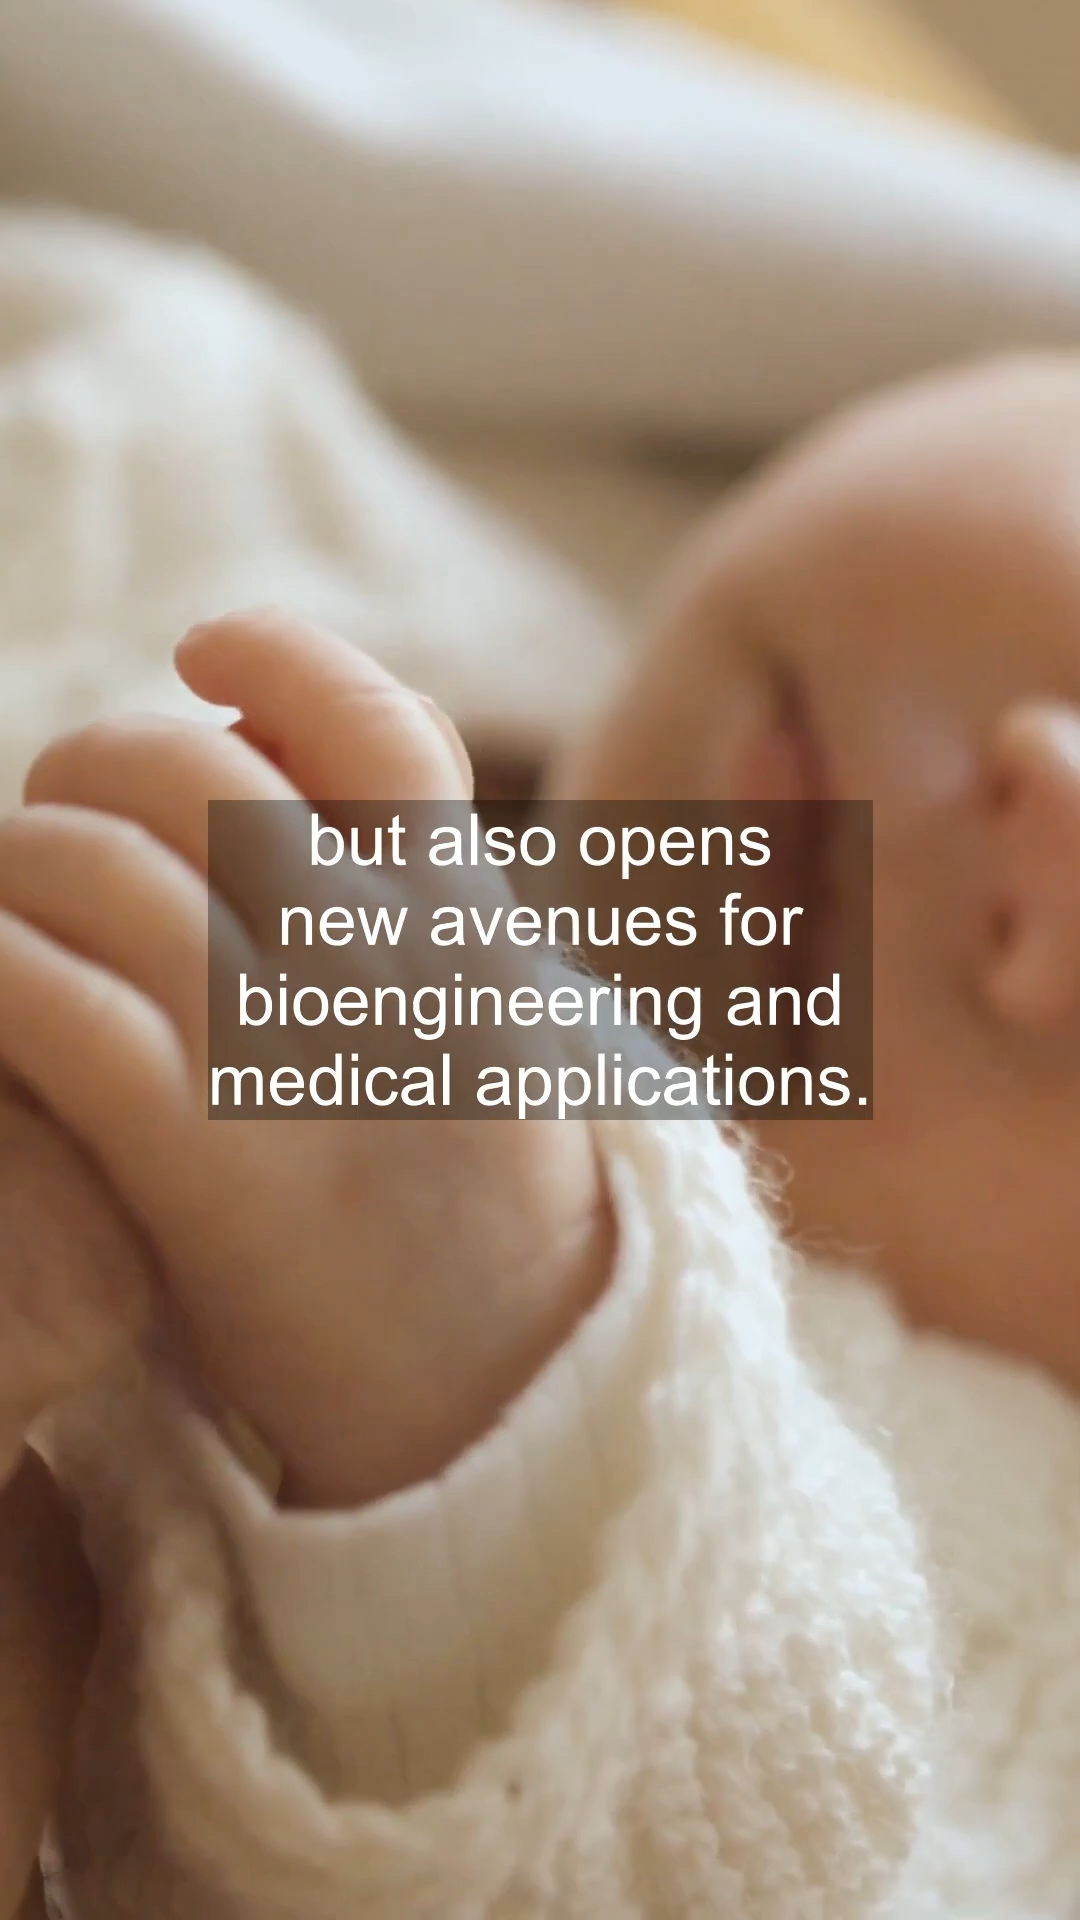 but also opens
new avenues for
bioengineering and
medical applications.